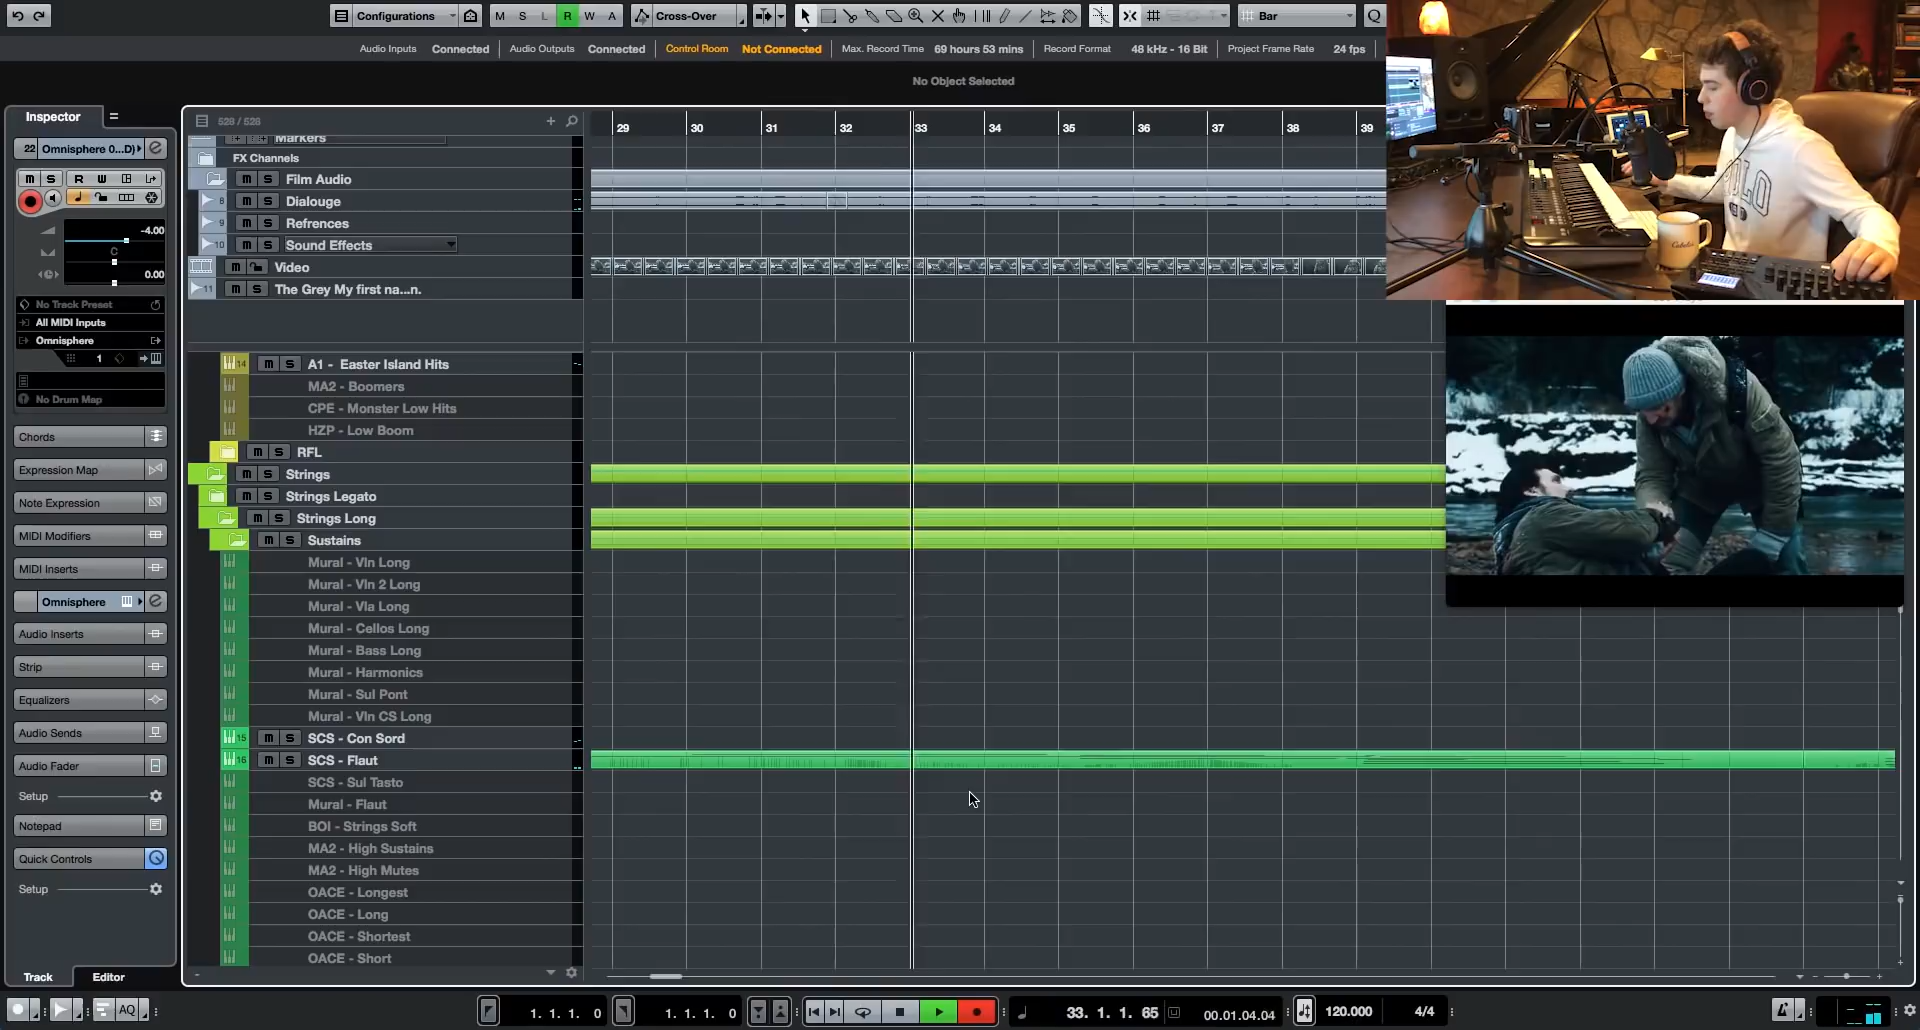 Configurations M S L R W A Cross-Over Bar Q
Audio Inputs Connected Audio Outputs Connected Control Room Not Connected Max. Record Time 69 hours 53 mins Record Format 48 kHz - 16 Bit Project Frame Rate 24 fps
No Object Selected
Inspector
22 Omnisphere 0...D)
M S R W
-4.00
C
0.00
No Track Preset
All MIDI Inputs
Omnisphere
1
No Drum Map
Chords
Expression Map
Note Expression
MIDI Modifiers
MIDI Inserts
Omnisphere
Audio Inserts
Strip
Equalizers
Audio Sends
Audio Fader
Setup
Notepad
Quick Controls
Setup
Track Editor
528 / 528
29 30 31 32 33 34 35 36 37 38 39
Markers
FX Channels
m S Film Audio
8 m S Dialouge
9 m S Refrences
10 m S Sound Effects
m Video
11 m S The Grey My first na...n.
14 m S A1 - Easter Island Hits
MA2 - Boomers
CPE - Monster Low Hits
HZP - Low Boom
m S RFL
m S Strings
m S Strings Legato
m S Strings Long
m S Sustains
Mural - Vln Long
Mural - Vln 2 Long
Mural - Vla Long
Mural - Cellos Long
Mural - Bass Long
Mural - Harmonics
Mural - Sul Pont
Mural - Vln CS Long
15 m S SCS - Con Sord
16 m S SCS - Flaut
SCS - Sul Tasto
Mural - Flaut
BOI - Strings Soft
MA2 - High Sustains
MA2 - High Mutes
OACE - Longest
OACE - Long
OACE - Shortest
OACE - Short
AQ 1. 1. 1. 0 1. 1. 1. 0 33. 1. 1. 65 00.01.04.04 120.000 4/4